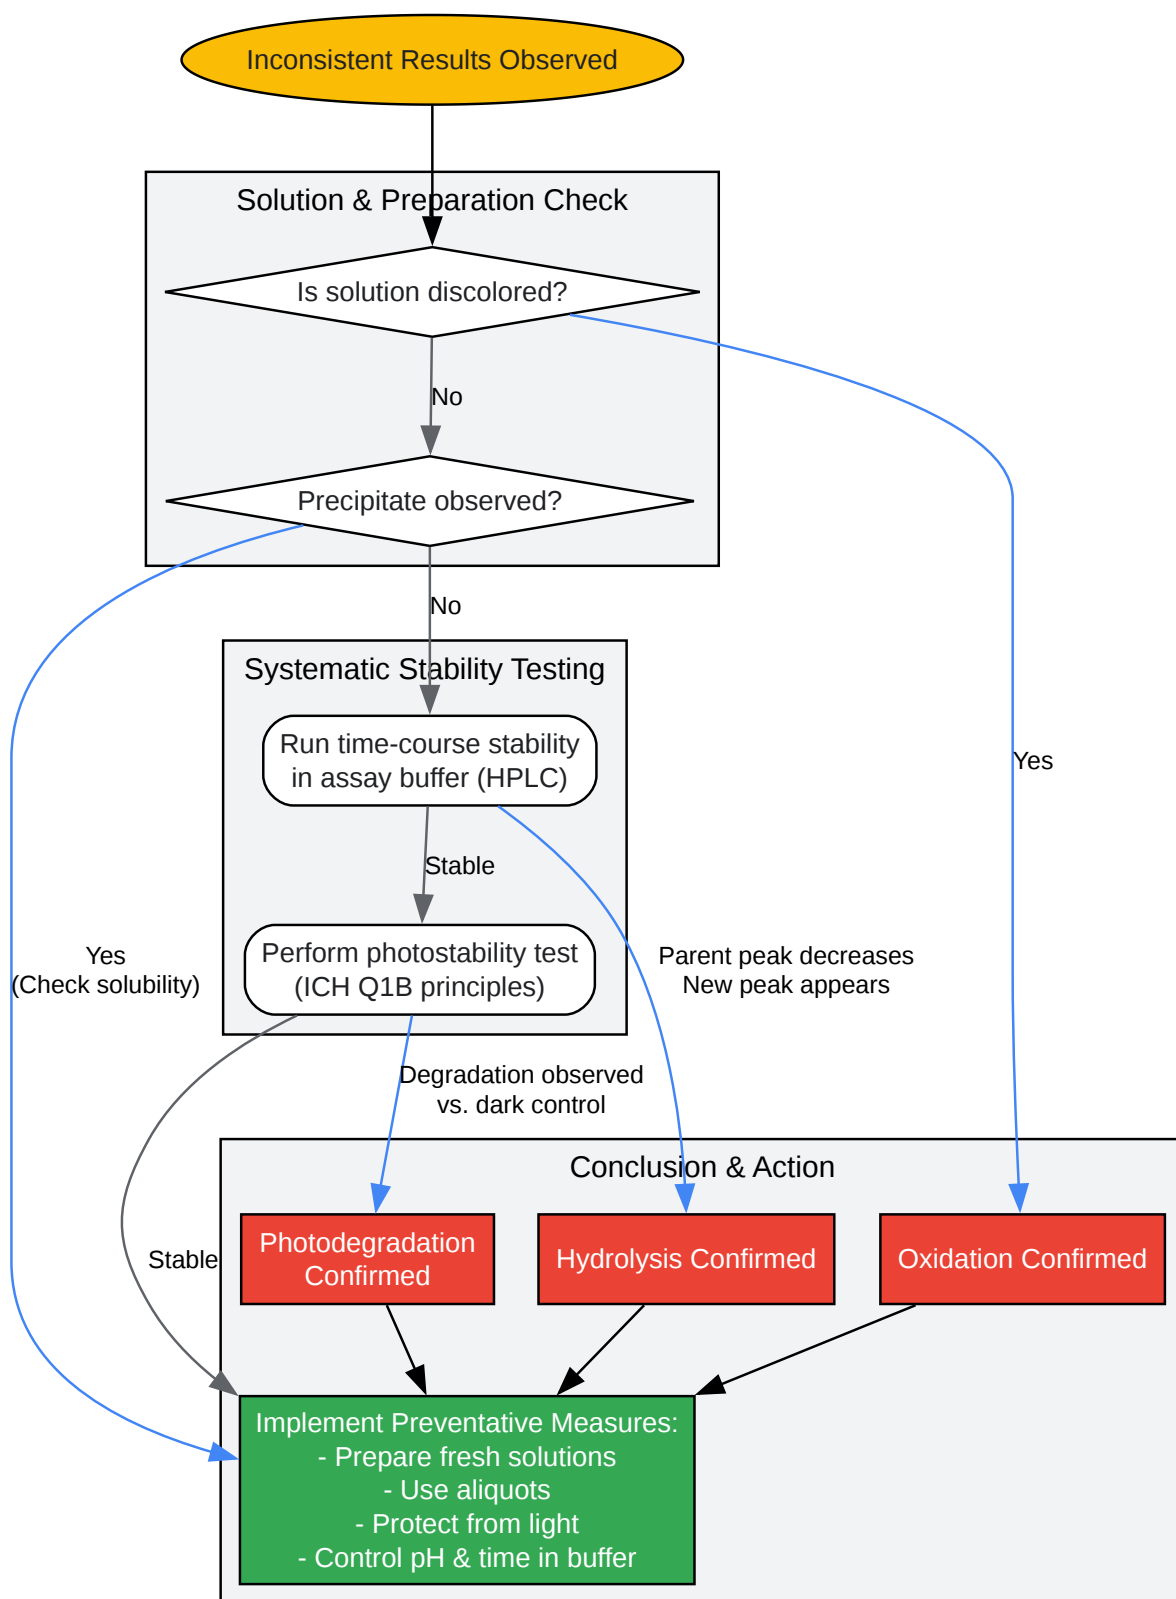 Inconsistent Results Observed
Solution & Preparation Check
Is solution discolored?
No
Precipitate observed?
No
Systematic Stability Testing
Run time-course stability
in assay buffer (HPLC)
Yes
Stable
Perform photostability test
(ICH Q1B principles)
Yes
(Check solubility)
Parent peak decreases
New peak appears
Degradation observed
vs. dark control
Conclusion & Action
Photodegradation
Confirmed
Hydrolysis Confirmed
Oxidation Confirmed
Stable
Implement Preventative Measures:
- Prepare fresh solutions
- Use aliquots
- Protect from light
- Control pH & time in buffer